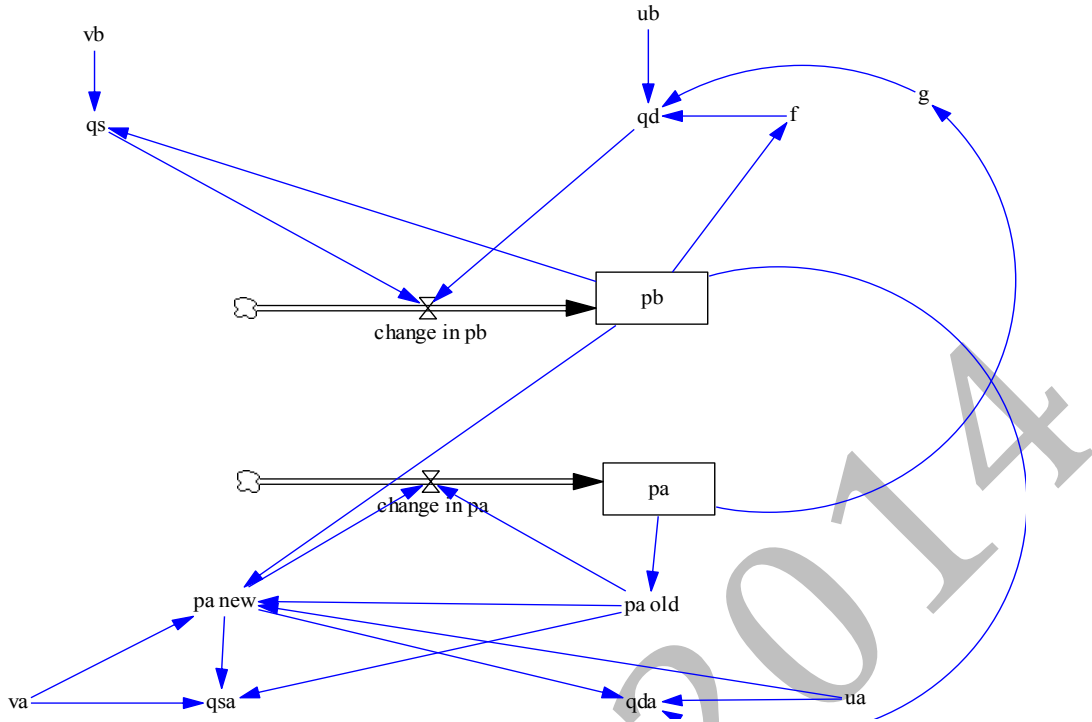 ub
vb
g
qd
f
qs
pb
change in pb
pa
change in pa
pa new
pa old
va
qsa
qda
ua
2014